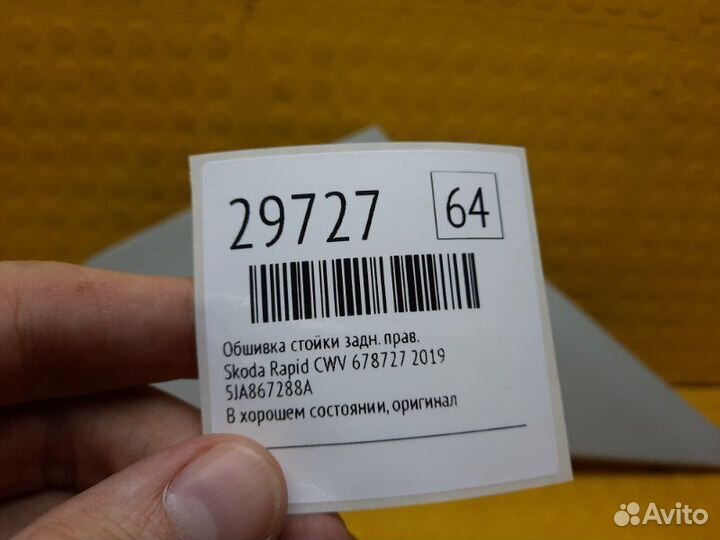 29727
64
Обшивка стойки задн. прав.
Skoda Rapid CWV 678727 2019
5JA867288A
В хорошем состоянии, оригинал
Avito